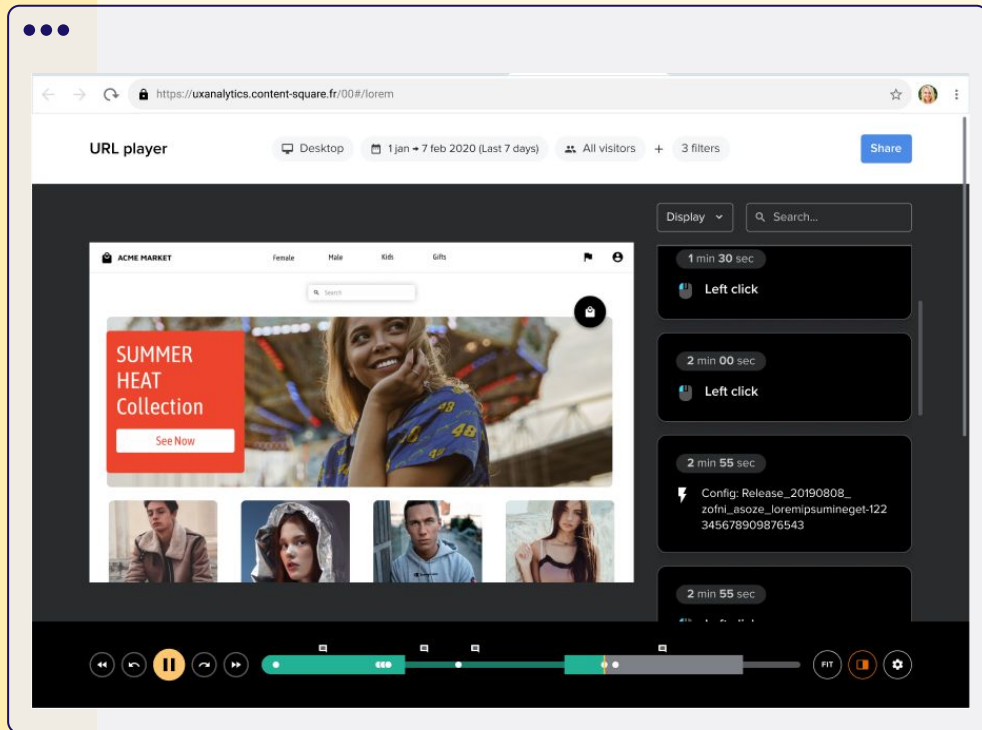 https://uxanalytics.content-square.fr/00#/lorem
URL player
Desktop
1 jan → 7 feb 2020 (Last 7 days)
All visitors
+
3 filters
Share
Display
Search...
ACME MARKET
Female
Male
Kids
Gifts
Search
SUMMER
HEAT
Collection
See Now
1 min 30 sec
Left click
2 min 00 sec
Left click
2 min 55 sec
Config: Release_20190808_
zofni_asoze_loremipsumineget-122
345678909876543
2 min 55 sec
FIT